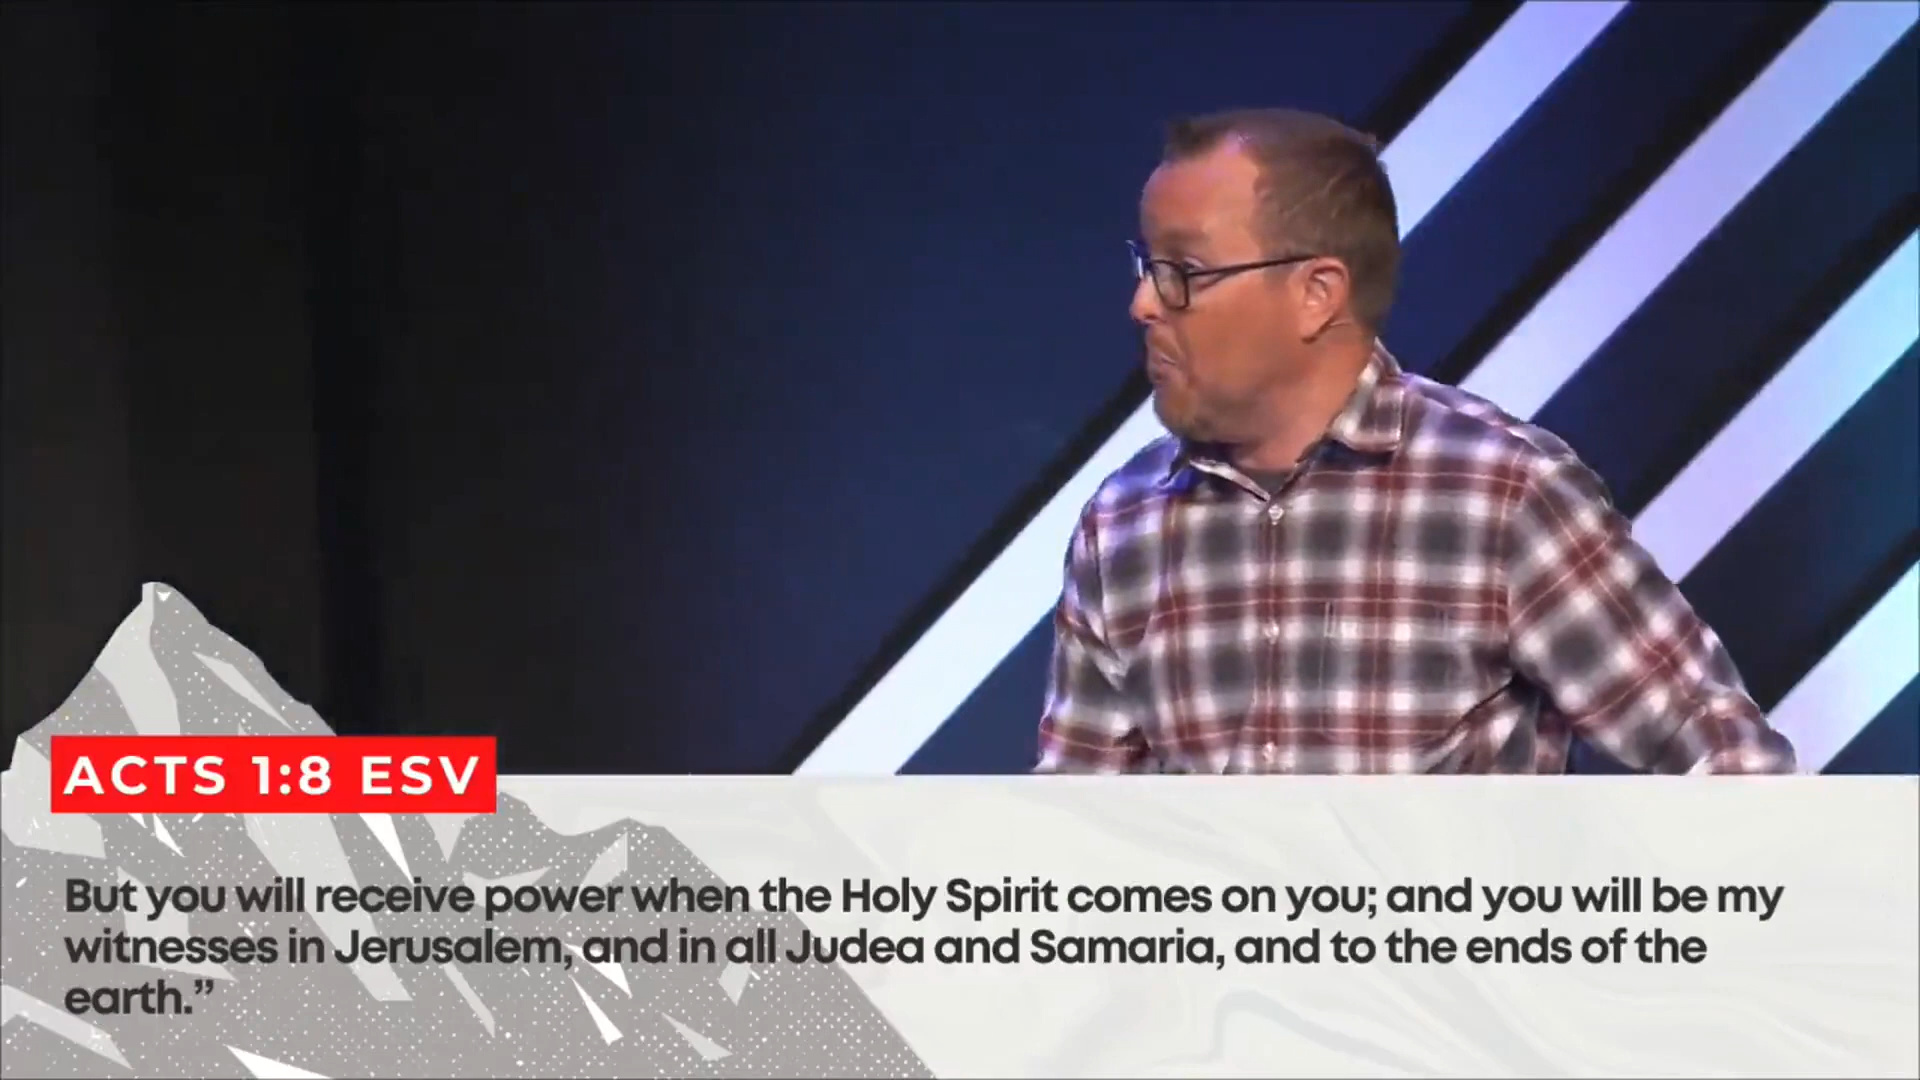 ACTS 1:8 ESV
But you will receive power when the Holy Spirit comes on you; and you will be my
witnesses in Jerusalem, and in all Judea and Samaria, and to the ends of the
earth.”